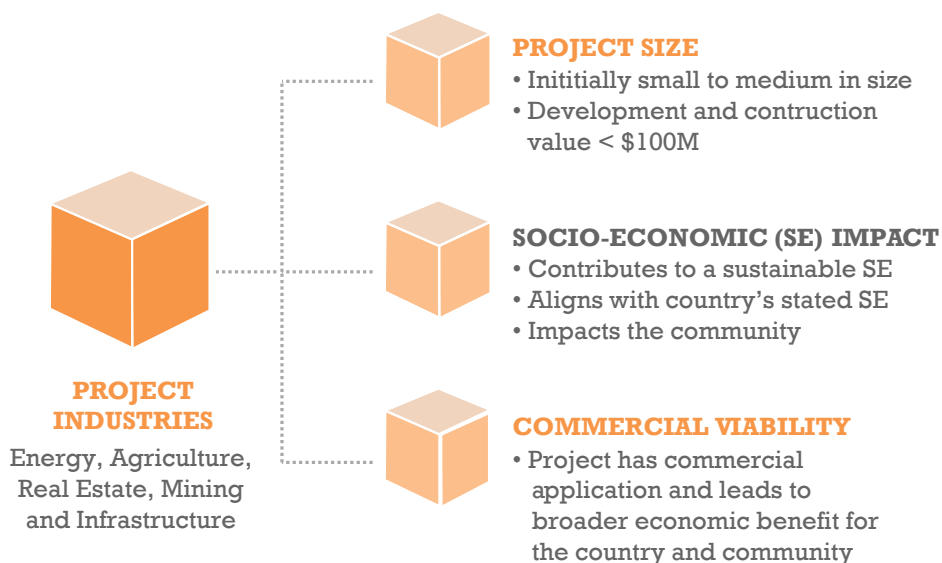 PROJECT SIZE
• Inititially small to medium in size
• Development and contruction
value < $100M
SOCIO-ECONOMIC (SE) IMPACT
• Contributes to a sustainable SE
• Aligns with country’s stated SE
• Impacts the community
PROJECT
INDUSTRIES
Energy, Agriculture,
Real Estate, Mining
and Infrastructure
COMMERCIAL VIABILITY
• Project has commercial
application and leads to
broader economic benefit for
the country and community